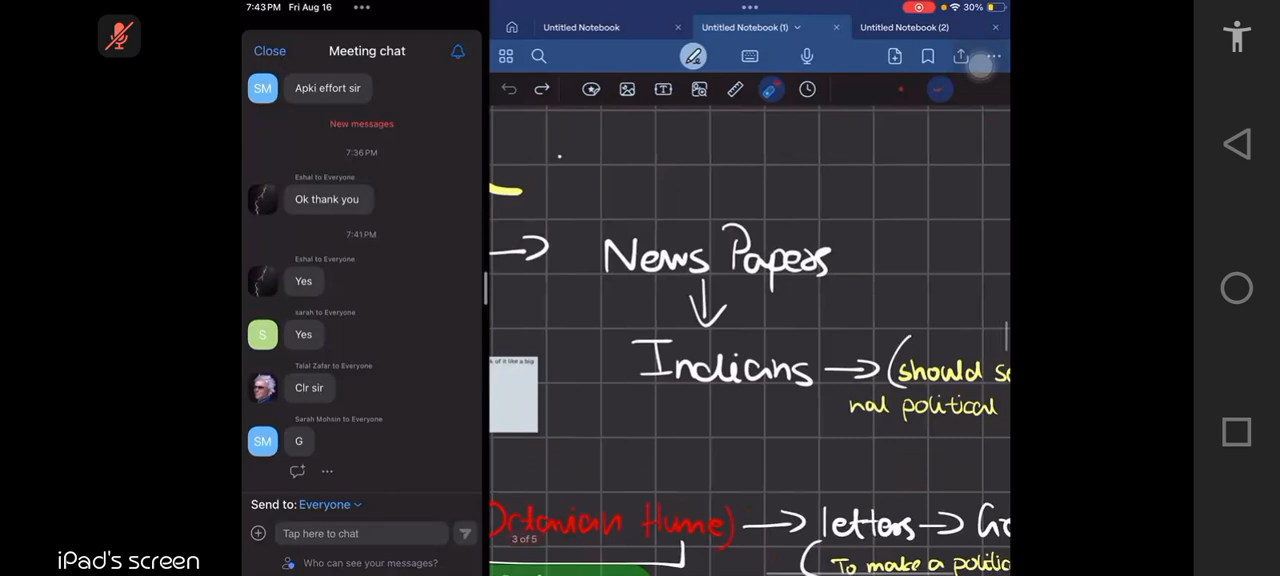 7:43 PM Fri Aug 16
30%
Close
Meeting chat
Untitled Notebook
Untitled Notebook (1)
Untitled Notebook (2)
SM
Apki effort sir
New messages
7:36 PM
Eshal to Everyone
Ok thank you
7:41 PM
Eshal to Everyone
Yes
sarah to Everyone
S
Yes
Talal Zafar to Everyone
Clr sir
Sarah Mohsin to Everyone
SM
G
Send to: Everyone
Tap here to chat
Who can see your messages?
→ News Papers
↓
Indians → (should
political
of it like a big
Hume) → letters →
(To make a
3 of 5
iPad's screen